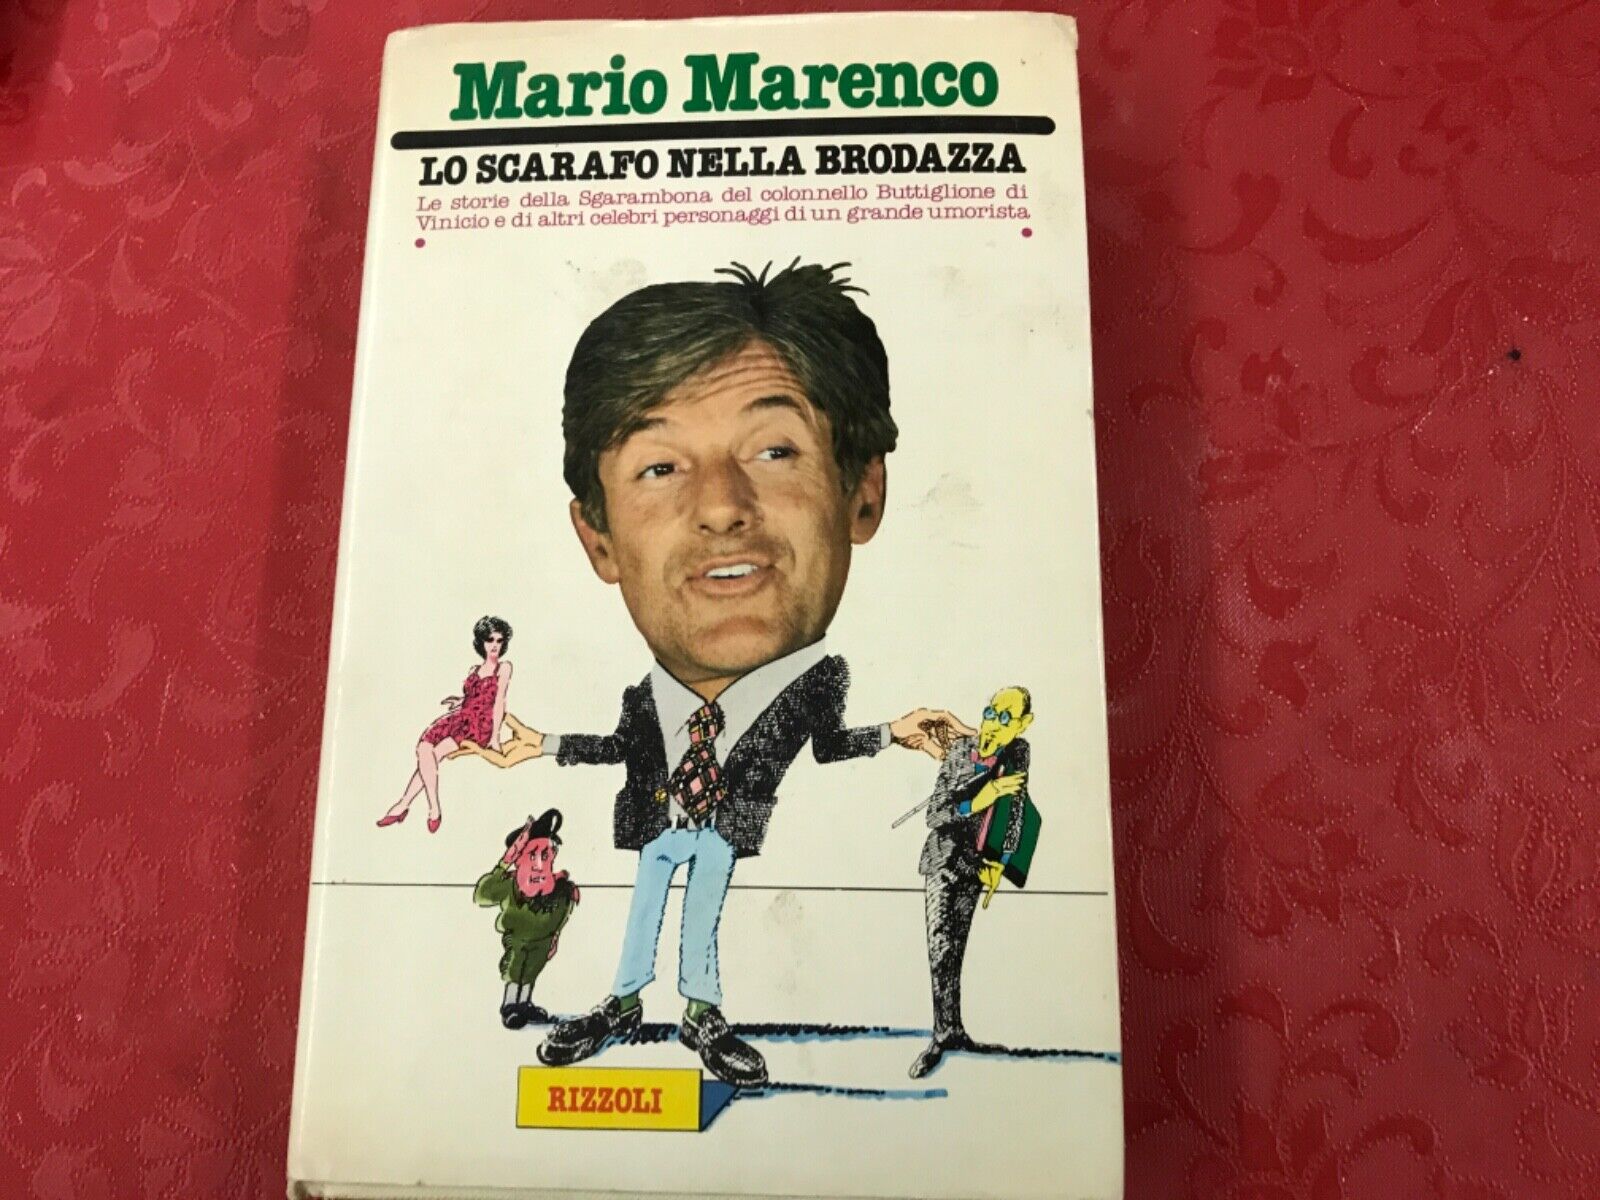 Mario Marenco
LO SCARAFO NELLA BRODAZZA
Le storie della Sgarambona del colonnello Buttiglione di
Vinicio e di altri celebri personaggi di un grande umorista
RIZZOLI